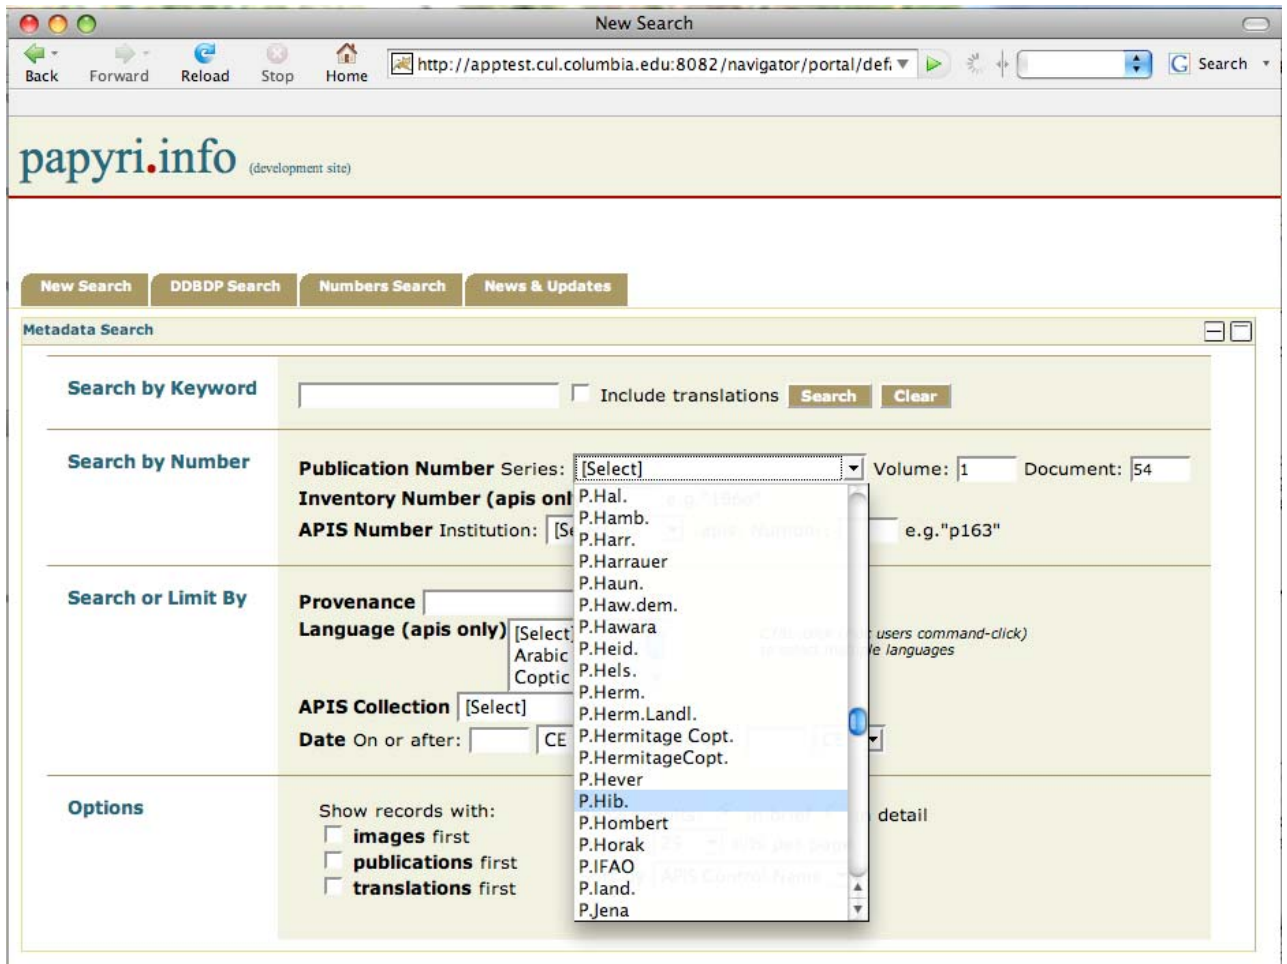 New Search
Back Forward Reload Stop Home http://apptest.cul.columbia.edu:8082/navigator/portal/defa G Search
papyri.info (development site)
New Search DDBDP Search Numbers Search News & Updates
Metadata Search
Search by Keyword Include translations Search Clear
Search by Number Publication Number Series: [Select] Volume: 1 Document: 54
Inventory Number (apis onl
APIS Number Institution: [Se e.g."p163"
P.Hal.
P.Hamb.
P.Harr.
P.Harrauer
P.Haun.
P.Haw.dem.
P.Hawara
P.Heid.
P.Hels.
P.Herm.
P.Herm.Landl.
P.Hermitage Copt.
P.HermitageCopt.
P.Hever
P.Hib.
P.Hombert
P.Horak
P.IFAO
P.Iand.
P.Jena
Search or Limit By Provenance
Language (apis only) [Select] users command-click)
Arabic languages
Coptic
APIS Collection [Select]
Date On or after: CE
Options Show records with: detail
images first
publications first
translations first